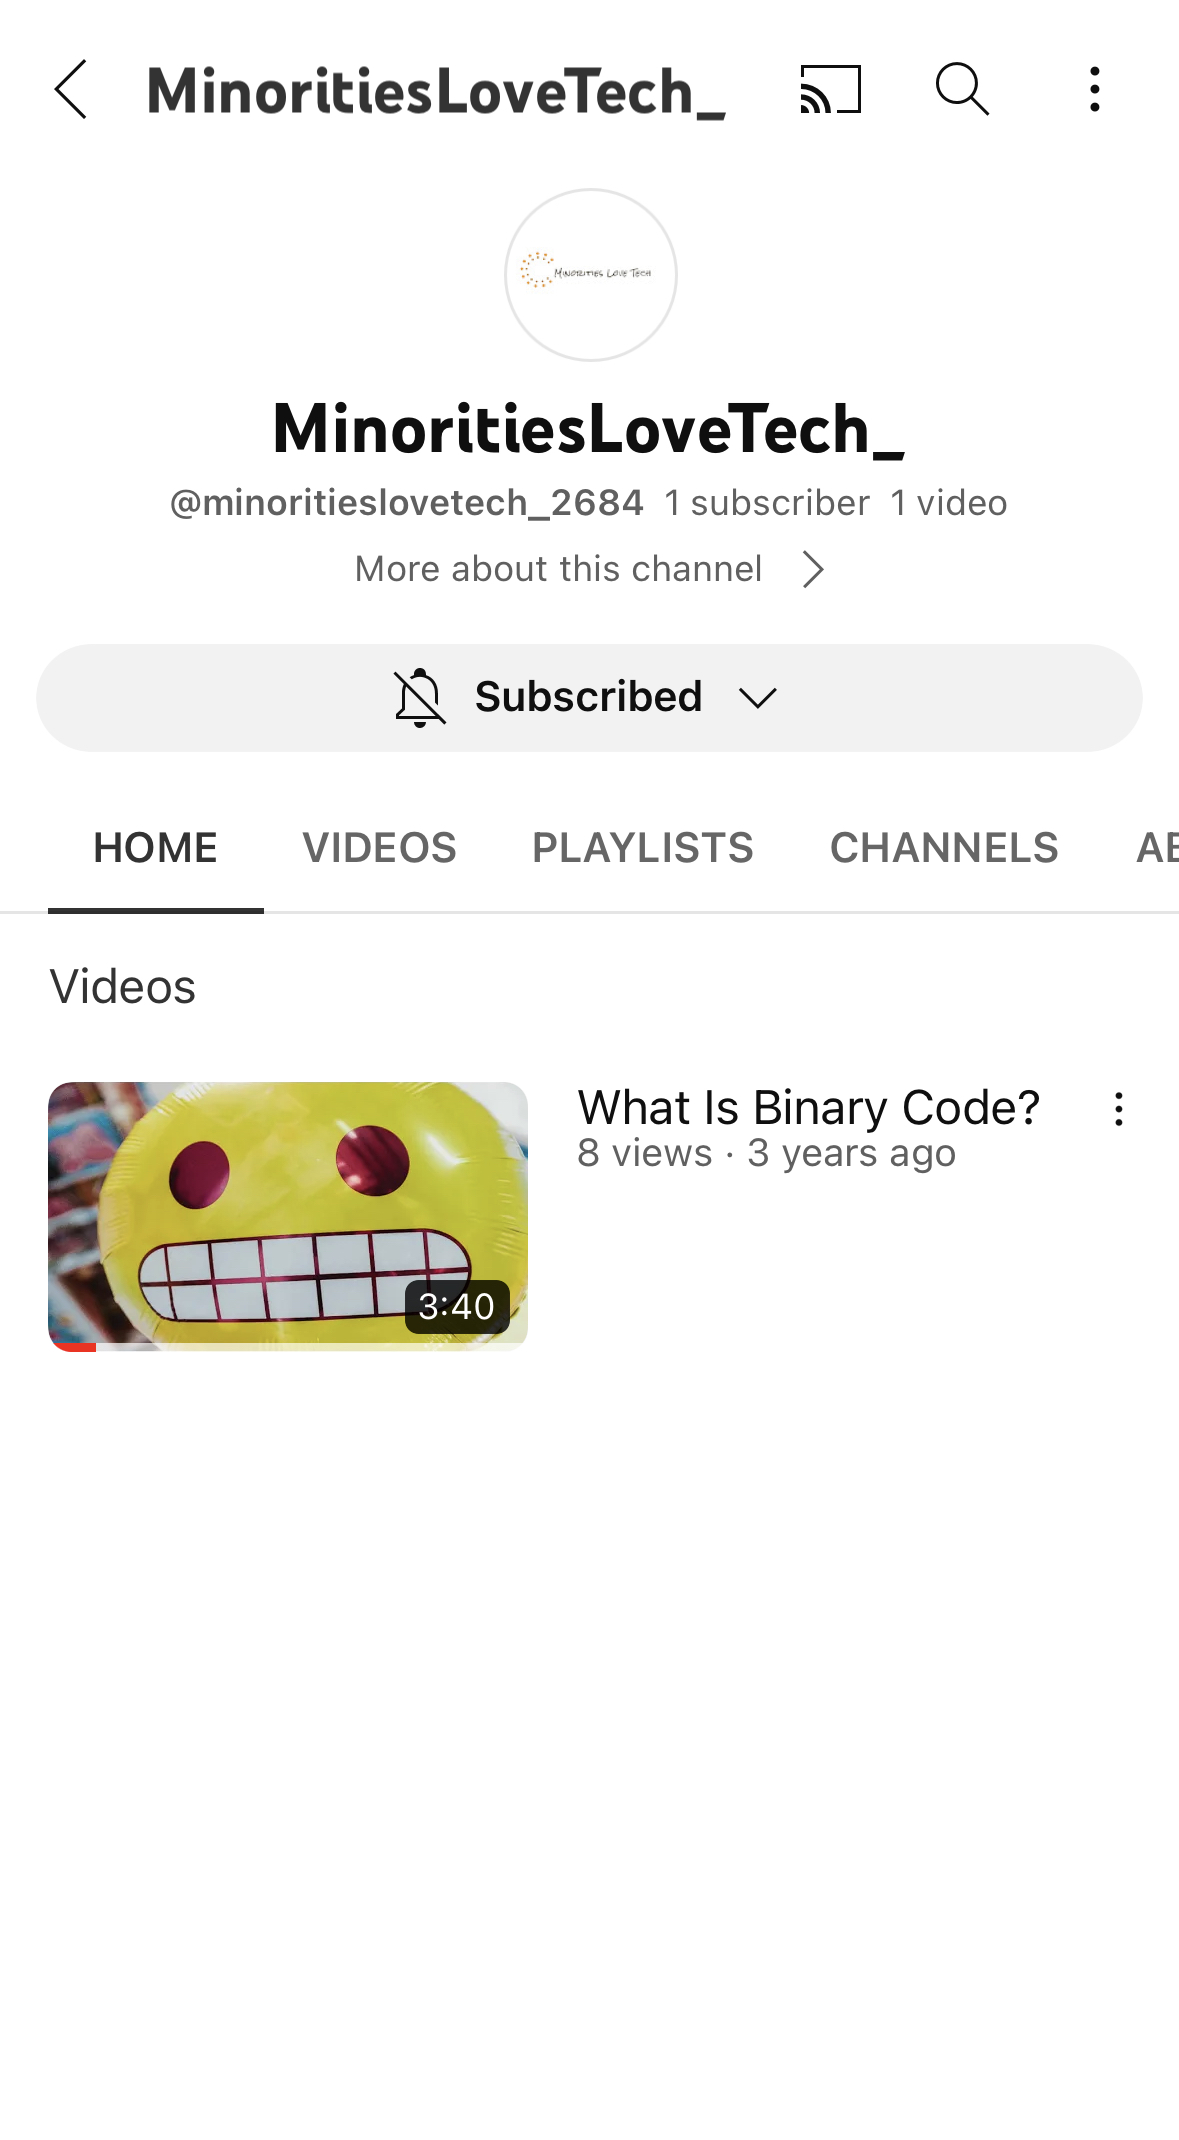 MinoritiesLoveTech_
Minorities Love Tech
MinoritiesLoveTech_
@minoritieslovetech_2684 1 subscriber 1 video
More about this channel
Subscribed
HOME VIDEOS PLAYLISTS CHANNELS
Videos
What Is Binary Code?
8 views · 3 years ago
3:40